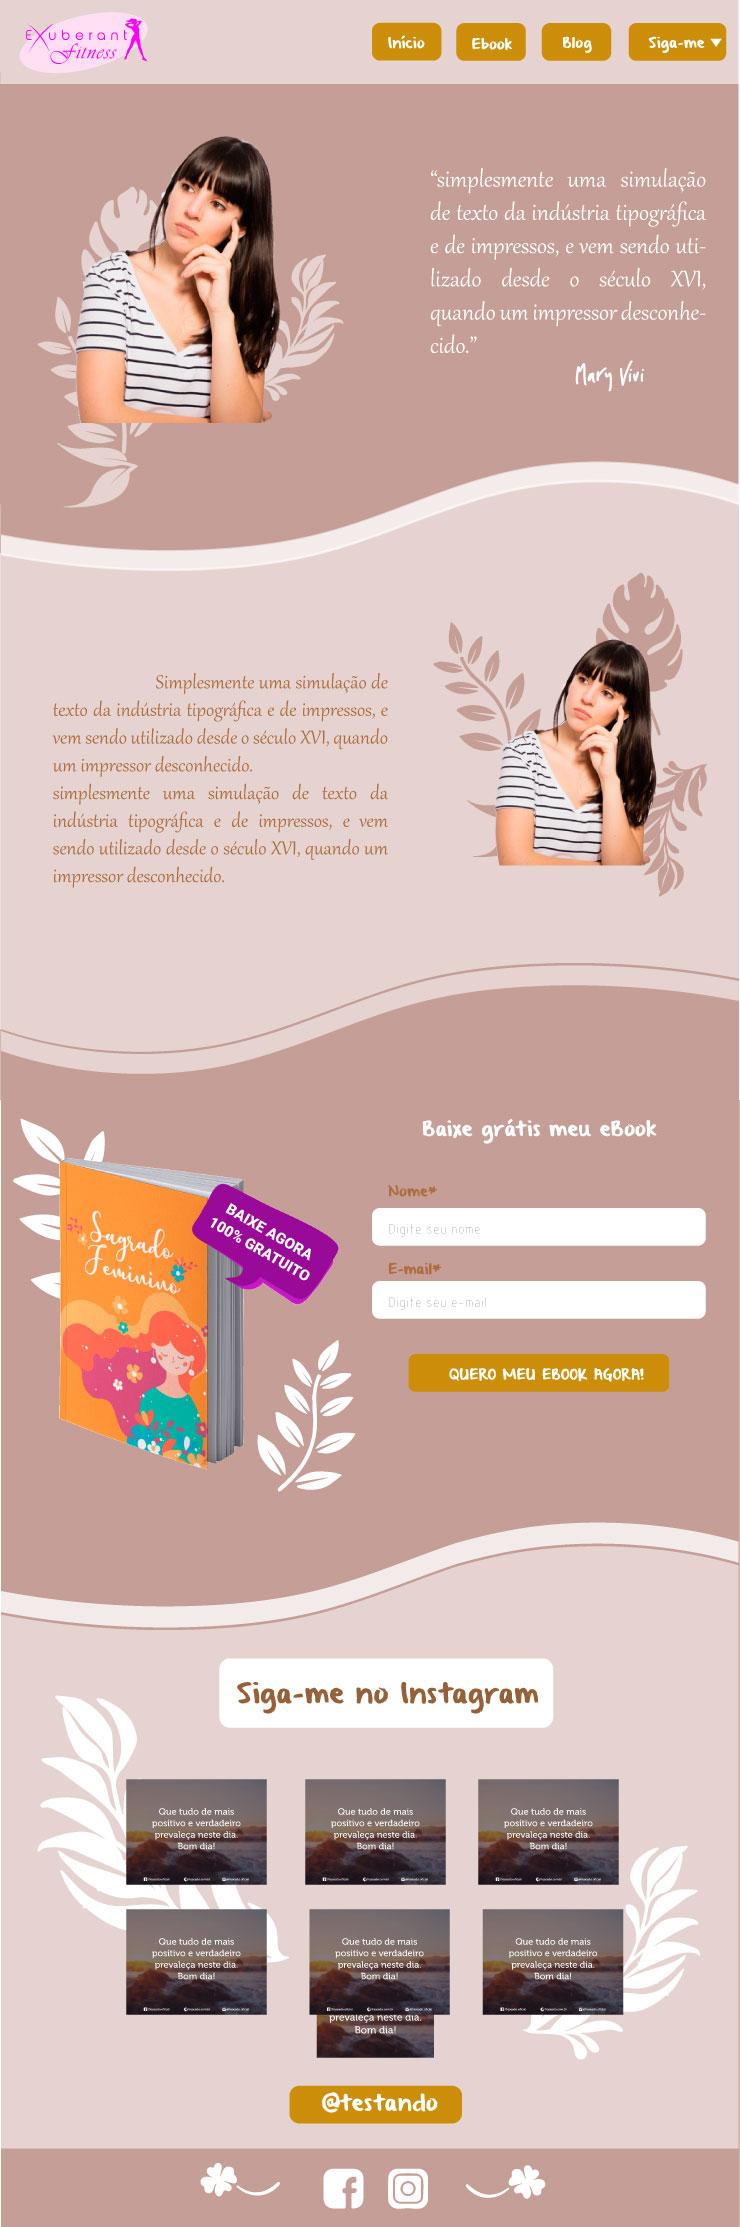 Exuberant
Fitness
Início
Ebook
Blog
Siga-me
“simplesmente uma simulação
de texto da indústria tipográfica
e de impressos, e vem sendo uti-
lizado desde o século XVI,
quando um impressor desconhe-
cido.”
Mary Vivi
Simplesmente uma simulação de
texto da indústria tipográfica e de impressos, e
vem sendo utilizado desde o século XVI, quando
um impressor desconhecido.
simplesmente uma simulação de texto da
indústria tipográfica e de impressos, e vem
sendo utilizado desde o século XVI, quando um
impressor desconhecido.
Sagrado
Feminino
BAIXE AGORA
100% GRATUITO
Baixe grátis meu eBook
Nome*
Digite seu nome
E-mail*
Digite seu e-mail
QUERO MEU EBOOK AGORA!
Siga-me no Instagram
Que tudo de mais
positivo e verdadeiro
prevaleça neste dia.
Bom dia!
Que tudo de mais
positivo e verdadeiro
prevaleça neste dia.
Bom dia!
Que tudo de mais
positivo e verdadeiro
prevaleça neste dia.
Bom dia!
Que tudo de mais
positivo e verdadeiro
prevaleça neste dia.
Bom dia!
Que tudo de mais
positivo e verdadeiro
prevaleça neste dia.
Bom dia!
Que tudo de mais
positivo e verdadeiro
prevaleça neste dia.
Bom dia!
prevaleça neste dia.
Bom dia!
@testando